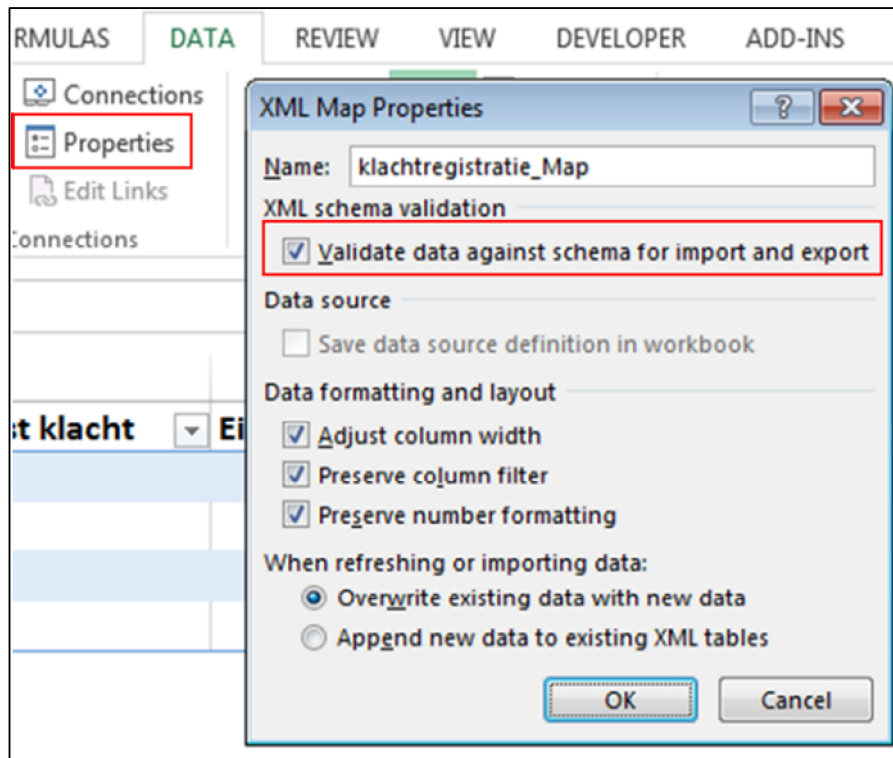 RMULAS DATA REVIEW VIEW DEVELOPER ADD-INS
Connections
Properties
Edit Links
Connections
st klacht Ei
XML Map Properties
Name: klachtregistratie_Map
XML schema validation
Validate data against schema for import and export
Data source
Save data source definition in workbook
Data formatting and layout
Adjust column width
Preserve column filter
Preserve number formatting
When refreshing or importing data:
Overwrite existing data with new data
Append new data to existing XML tables
OK Cancel